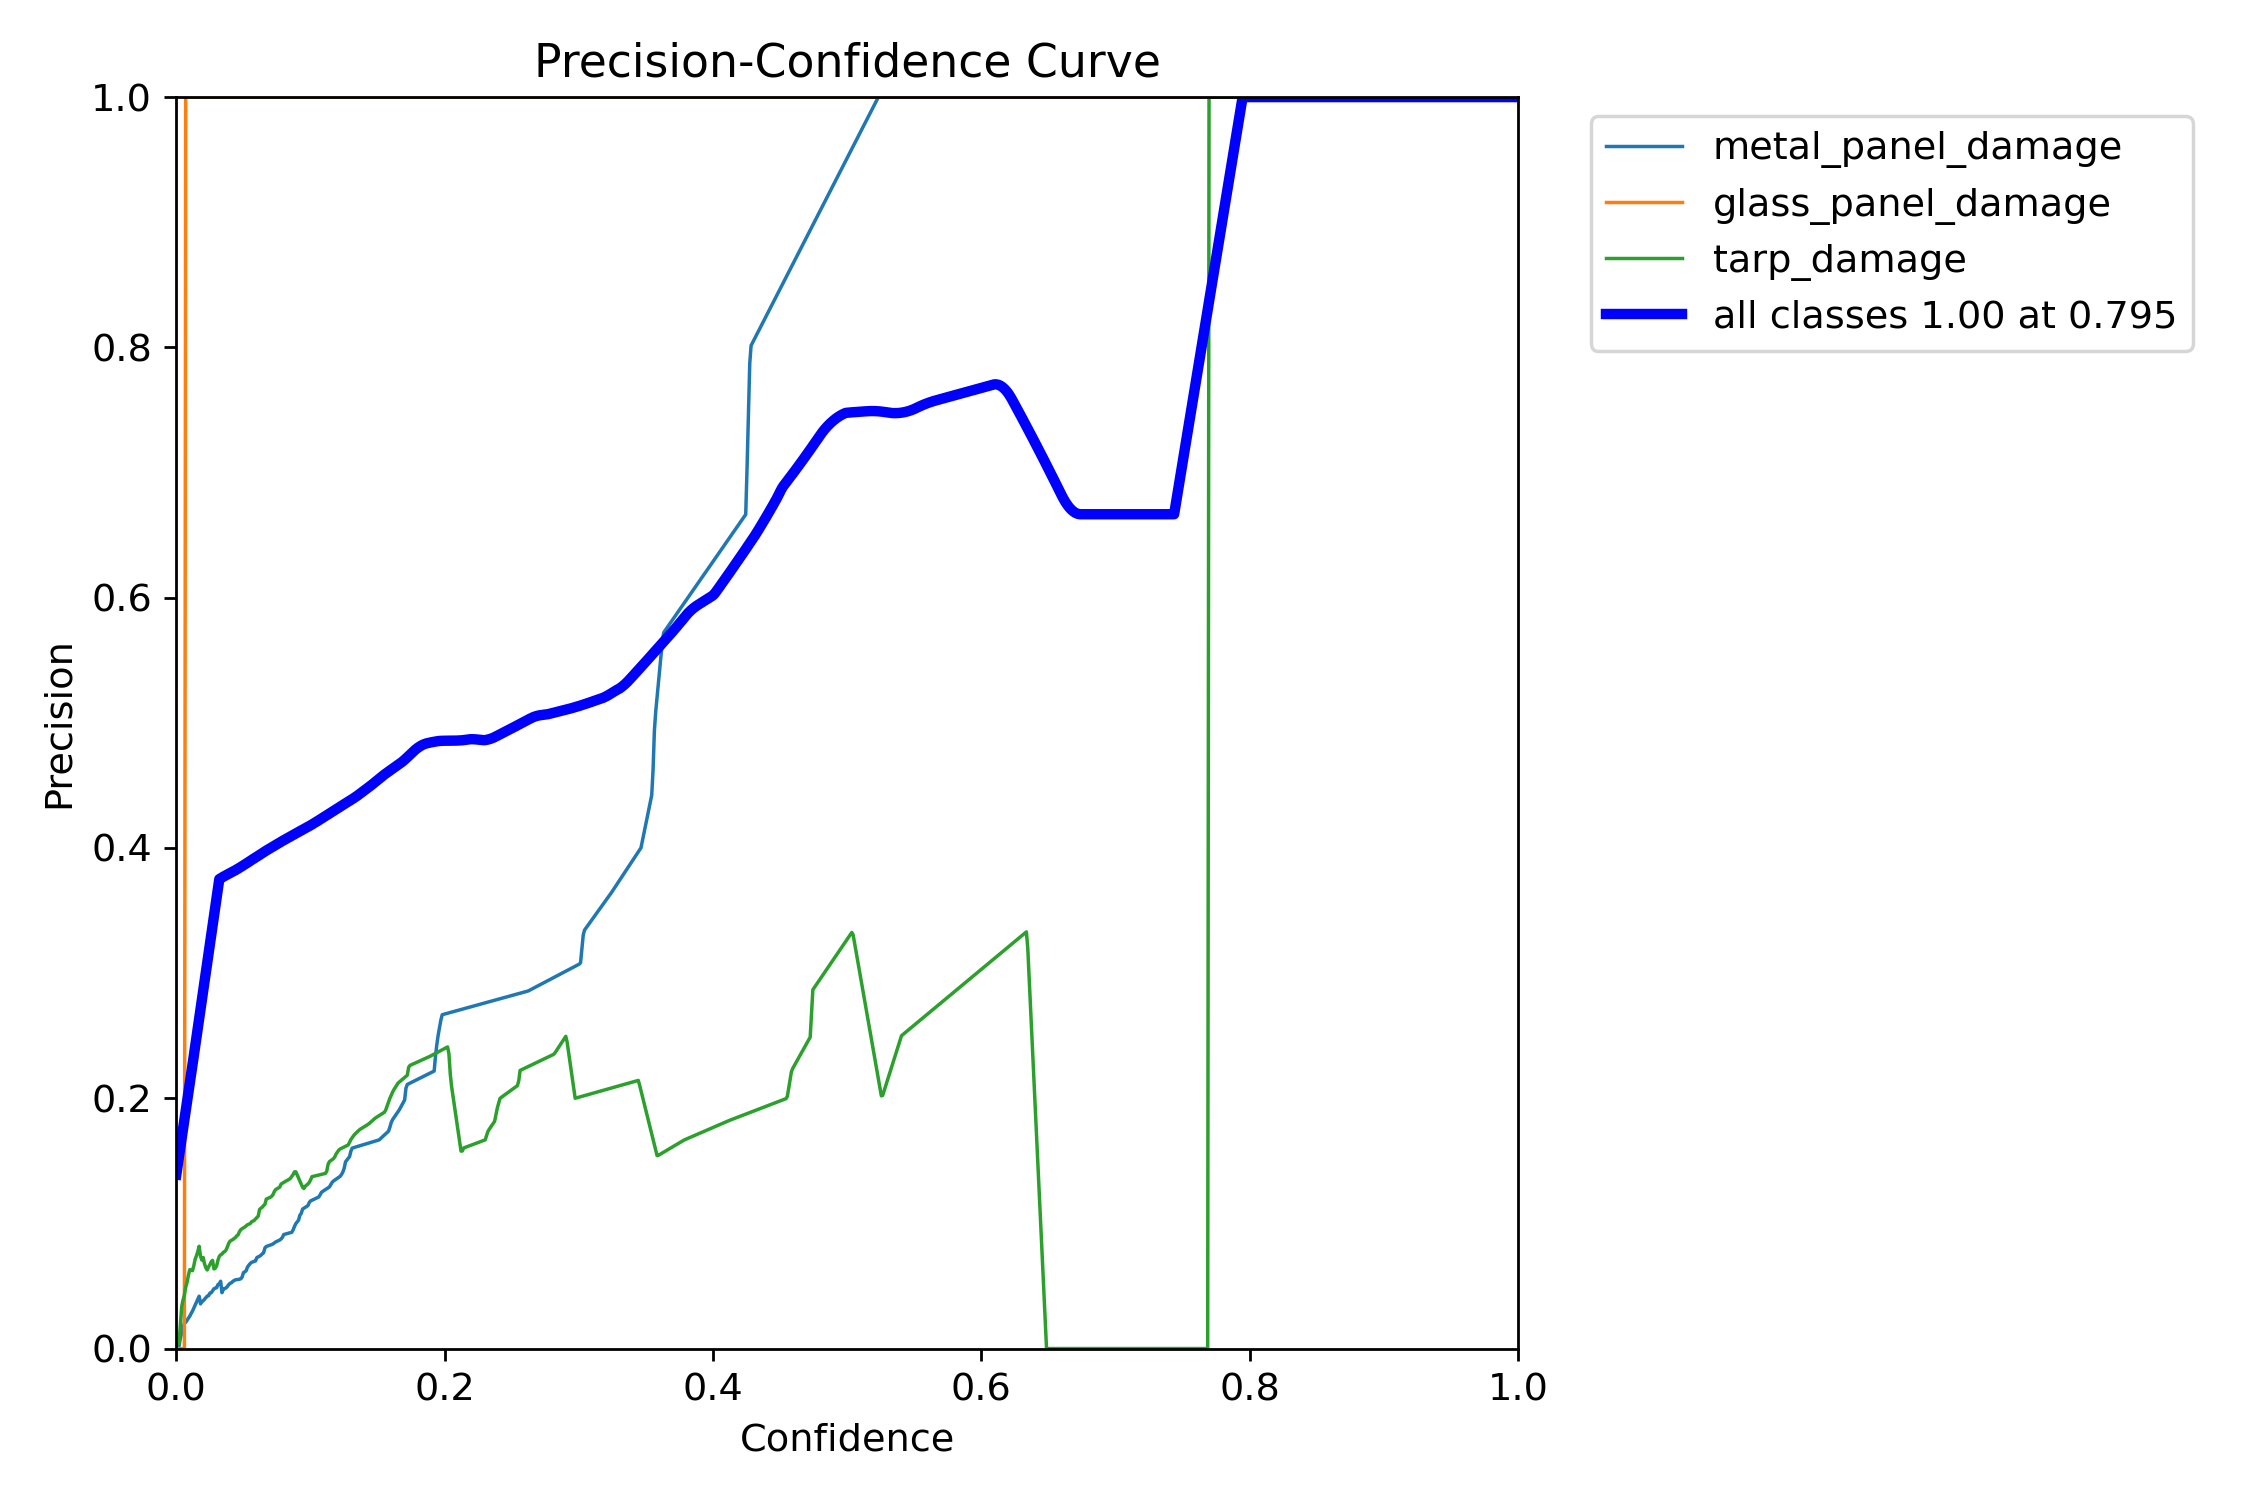 Precision-Confidence Curve
1.0
0.8
0.6
0.4
0.2
0.0
Precision
0.0 0.2 0.4 0.6 0.8 1.0
Confidence
metal_panel_damage
glass_panel_damage
tarp_damage
all classes 1.00 at 0.795